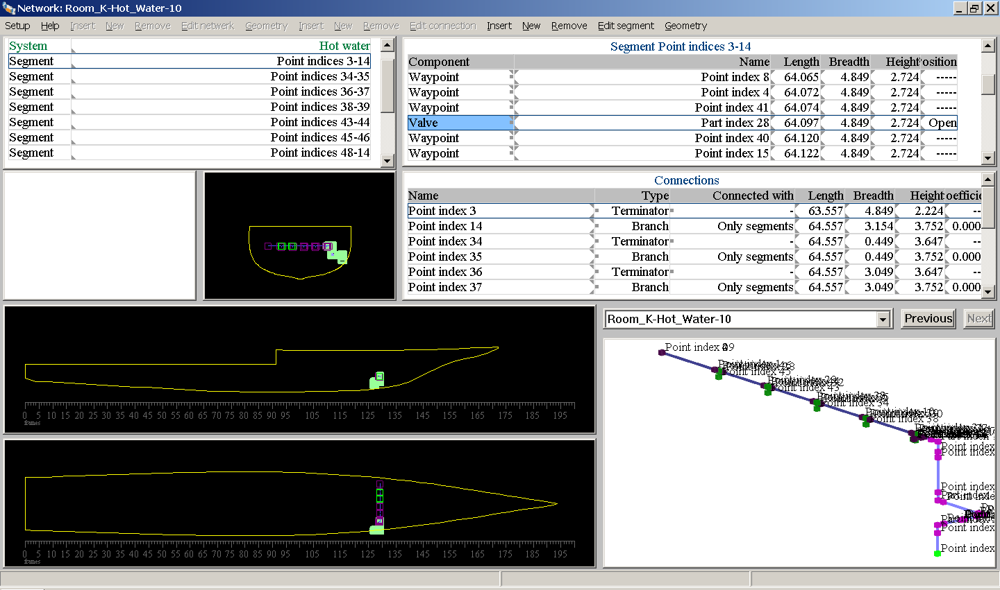 Network: Room_K-Hot_Water-10
Setup Help Insert New Remove Edit network Geometry Insert New Remove Edit connection Insert New Remove Edit segment Geometry
System Hot water
Segment Point indices 3-14
Segment Point indices 34-35
Segment Point indices 36-37
Segment Point indices 38-39
Segment Point indices 43-44
Segment Point indices 45-46
Segment Point indices 48-14
Segment Point indices 3-14
Component Name Length Breadth Height Position
Waypoint Point index 8 64.065 4.849 2.724 -----
Waypoint Point index 4 64.072 4.849 2.724 -----
Waypoint Point index 41 64.074 4.849 2.724 -----
Valve Part index 28 64.097 4.849 2.724 Open
Waypoint Point index 40 64.120 4.849 2.724 -----
Waypoint Point index 15 64.122 4.849 2.724 -----
Connections
Name Type Connected with Length Breadth Height oefficie
Point index 3 Terminator - 63.557 4.849 2.224 --
Point index 14 Branch Only segments 64.557 3.154 3.752 0.000
Point index 34 Terminator - 64.557 0.449 3.647 --
Point index 35 Branch Only segments 64.557 0.449 3.752 0.000
Point index 36 Terminator - 64.557 3.049 3.647 --
Point index 37 Branch Only segments 64.557 3.049 3.752 0.000
Room_K-Hot_Water-10 Previous Next
0 5 10 15 20 25 30 35 40 45 50 55 60 65 70 75 80 85 95 105 115 125 135 145 155 165 175 185 195
frames
0 5 10 15 20 25 30 35 40 45 50 55 60 65 70 75 80 85 95 105 115 125 135 145 155 165 175 185 195
frames
Point index
Point index 45
Point index 43
Point index 34
Point index 38
Point index
Point index
Point index
Part index
Point index
Point index
Point index